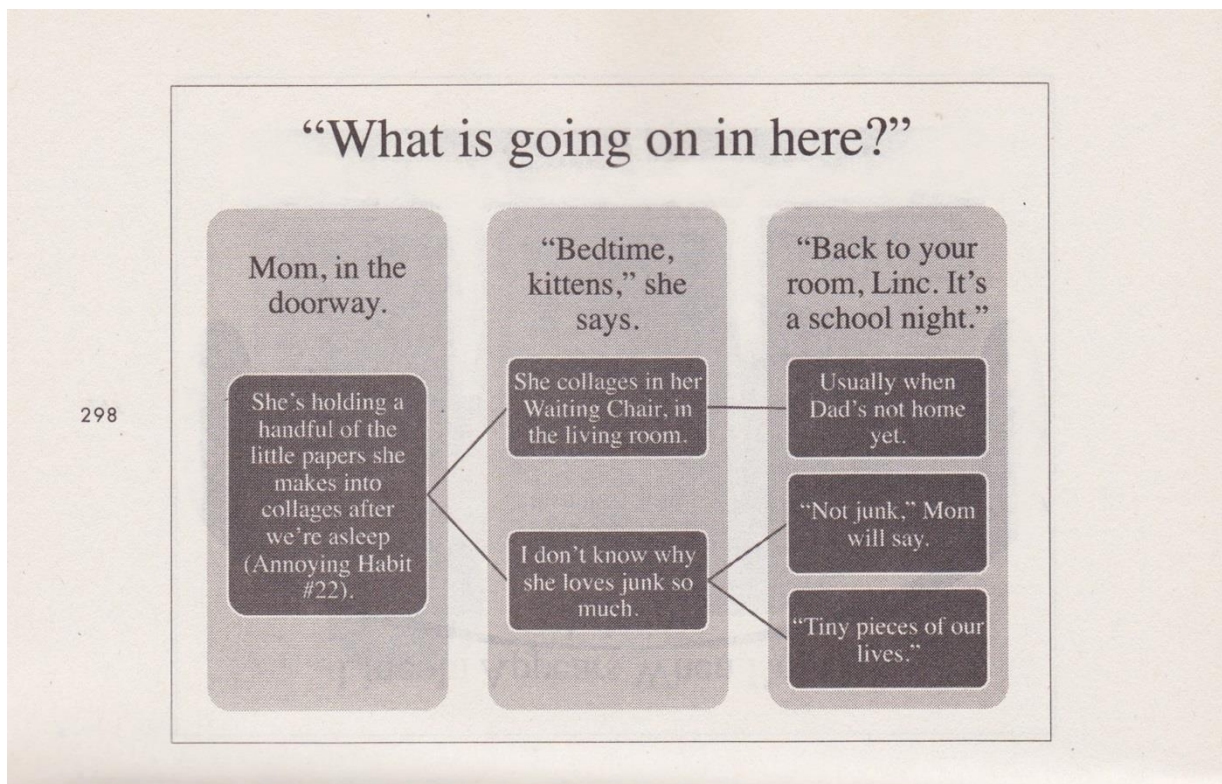 “What is going on in here?”
Mom, in the
doorway.
She’s holding a
handful of the
little papers she
makes into
collages after
we’re asleep
(Annoying Habit
#22).
“Bedtime,
kittens,” she
says.
She collages in her
Waiting Chair, in
the living room.
I don’t know why
she loves junk so
much.
“Back to your
room, Linc. It’s
a school night.”
Usually when
Dad’s not home
yet.
“Not junk,” Mom
will say.
“Tiny pieces of our
lives.”
298